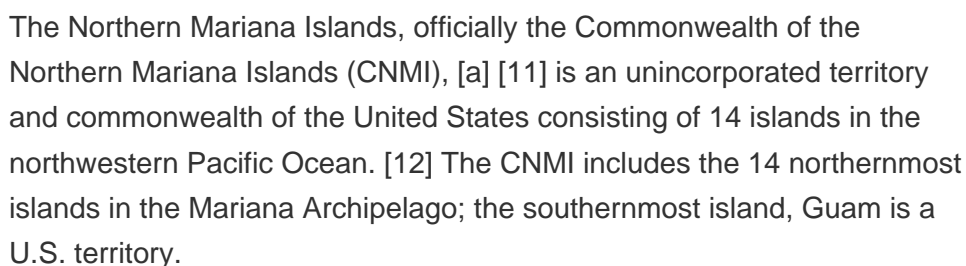 The Northern Mariana Islands, officially the Commonwealth of the
Northern Mariana Islands (CNMI), [a] [11] is an unincorporated territory
and commonwealth of the United States consisting of 14 islands in the
northwestern Pacific Ocean. [12] The CNMI includes the 14 northernmost
islands in the Mariana Archipelago; the southernmost island, Guam is a
U.S. territory.